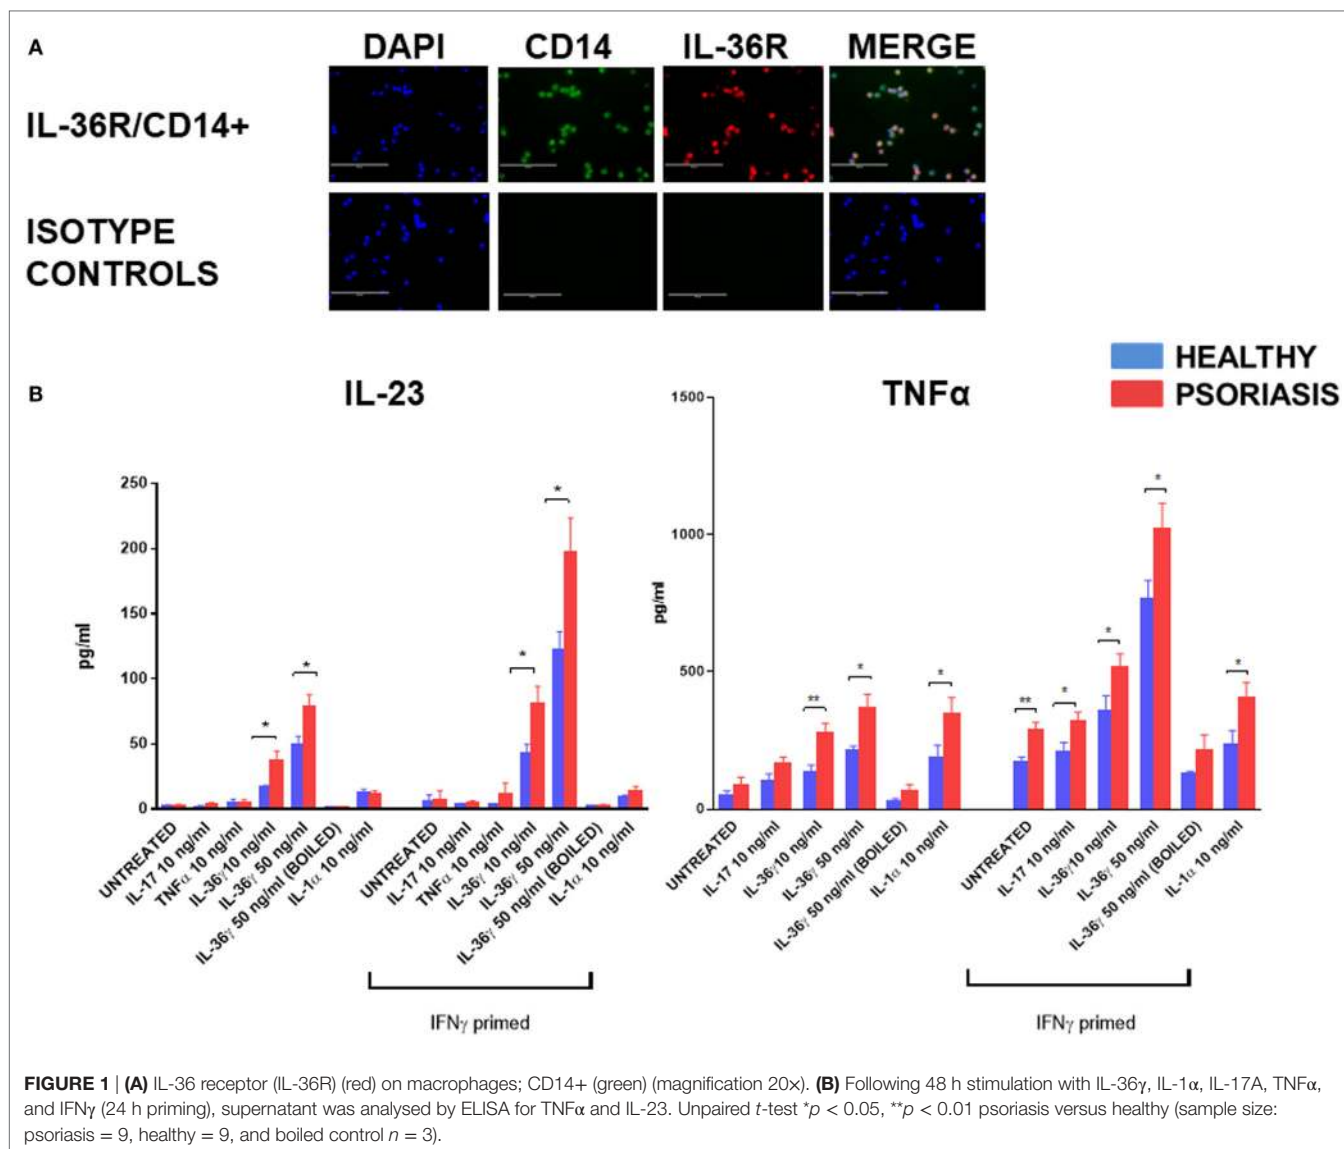 A
DAPI CD14 IL-36R MERGE
IL-36R/CD14+
ISOTYPE
CONTROLS
HEALTHY
PSORIASIS
B
IL-23
TNFα
pg/ml
250
200
150
100
50
0
* * * *
UNTREATED
IL-17 10 ng/ml
TNFα 10 ng/ml
IL-36γ 10 ng/ml
IL-36γ 50 ng/ml
IL-36γ 50 ng/ml (BOILED)
IL-1α 10 ng/ml
UNTREATED
IL-17 10 ng/ml
TNFα 10 ng/ml
IL-36γ 10 ng/ml
IL-36γ 50 ng/ml
IL-36γ 50 ng/ml (BOILED)
IL-1α 10 ng/ml
IFNγ primed
pg/ml
1500
1000
500
0
** * * ** * * * *
UNTREATED
IL-17 10 ng/ml
IL-36γ10 ng/ml
IL-36γ 50 ng/ml
IL-36γ 50 ng/ml (BOILED)
IL-1α 10 ng/ml
UNTREATED
IL-17 10 ng/ml
IL-36γ10 ng/ml
IL-36γ 50 ng/ml
IL-36γ 50 ng/ml (BOILED)
IL-1α 10 ng/ml
IFNγ primed
FIGURE 1 | (A) IL-36 receptor (IL-36R) (red) on macrophages; CD14+ (green) (magnification 20×). (B) Following 48 h stimulation with IL-36γ, IL-1α, IL-17A, TNFα,
and IFNγ (24 h priming), supernatant was analysed by ELISA for TNFα and IL-23. Unpaired t-test *p < 0.05, **p < 0.01 psoriasis versus healthy (sample size:
psoriasis = 9, healthy = 9, and boiled control n = 3).